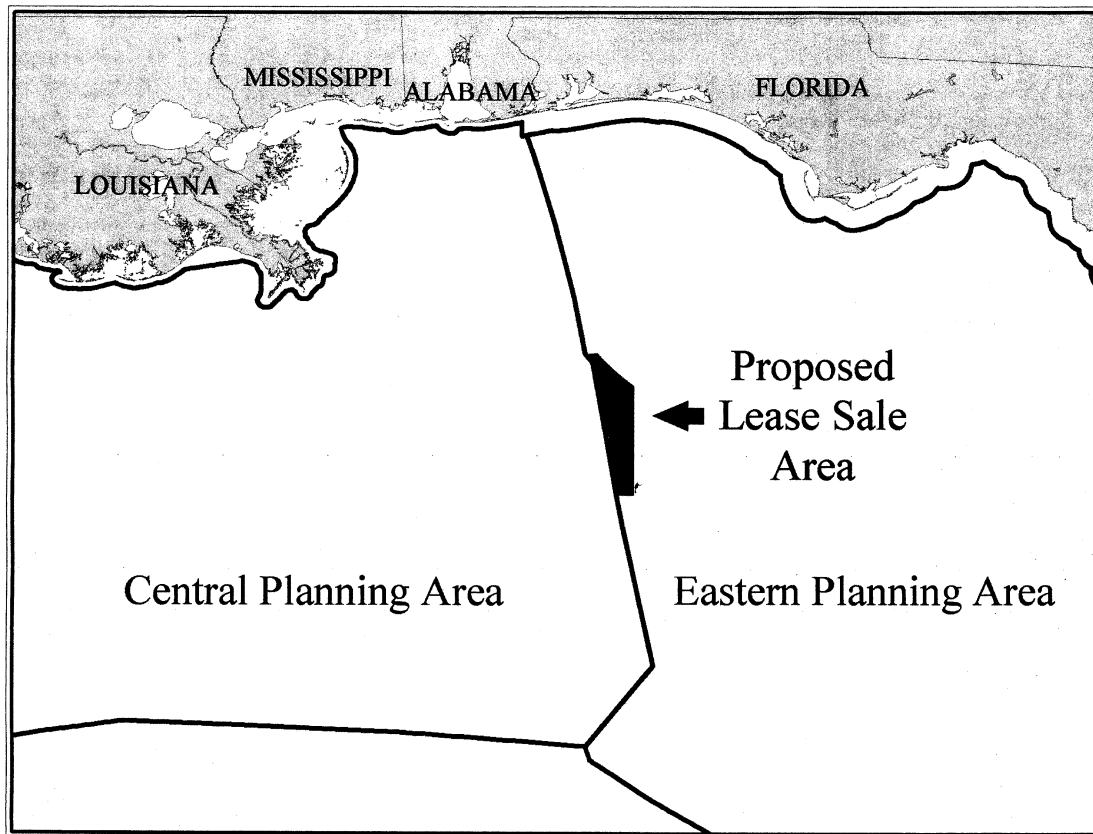 MISSISSIPPI
ALABAMA
FLORIDA
LOUISIANA
Proposed
Lease Sale
Area
Central Planning Area
Eastern Planning Area